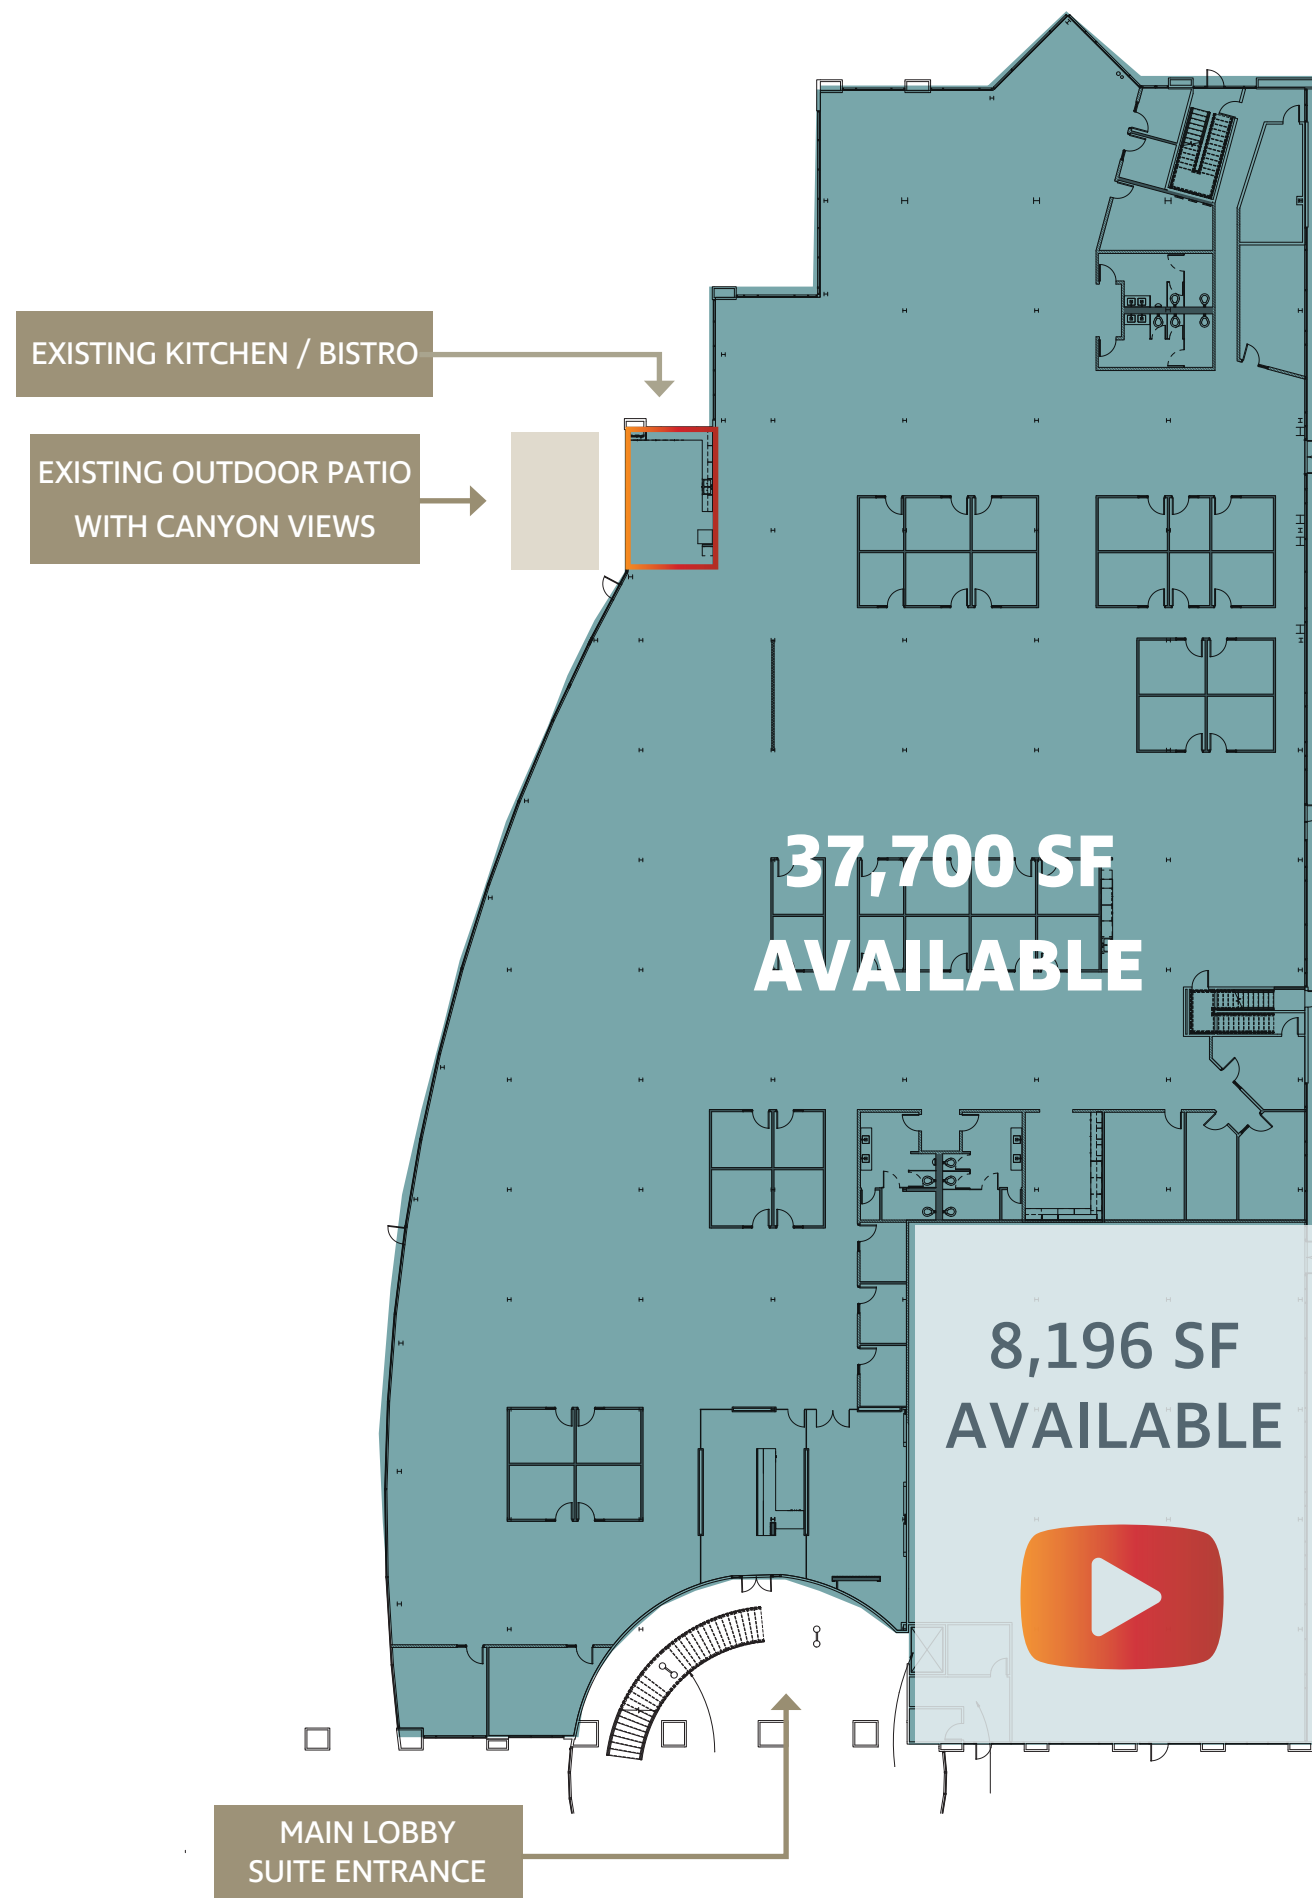 EXISTING KITCHEN / BISTRO
EXISTING OUTDOOR PATIO
WITH CANYON VIEWS
37,700 SF
AVAILABLE
8,196 SF
AVAILABLE
MAIN LOBBY
SUITE ENTRANCE